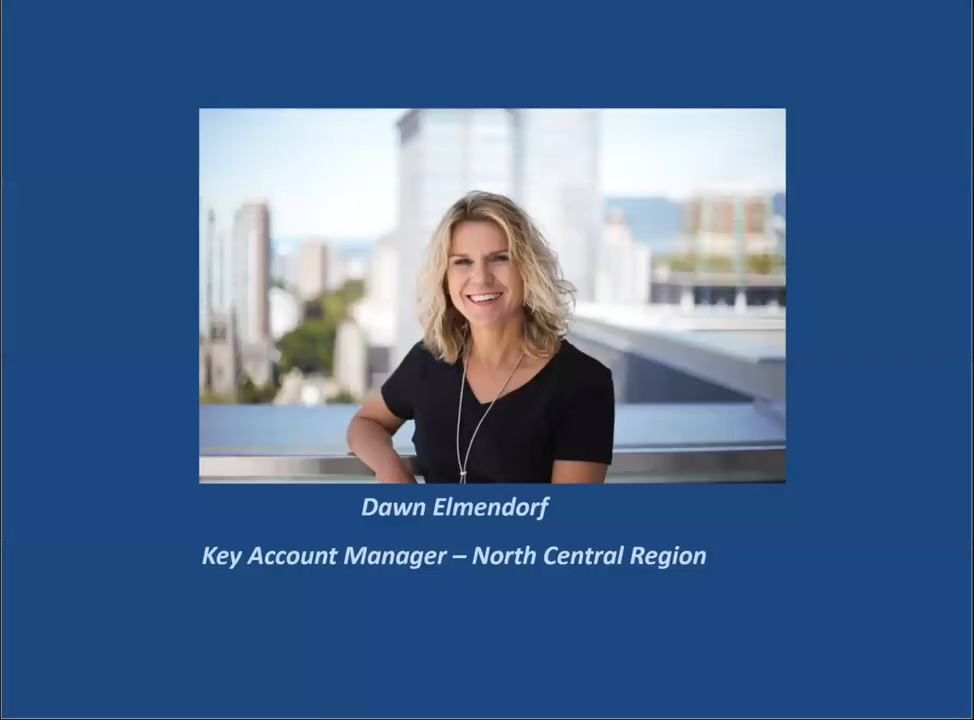 Dawn Elmendorf
Key Account Manager – North Central Region